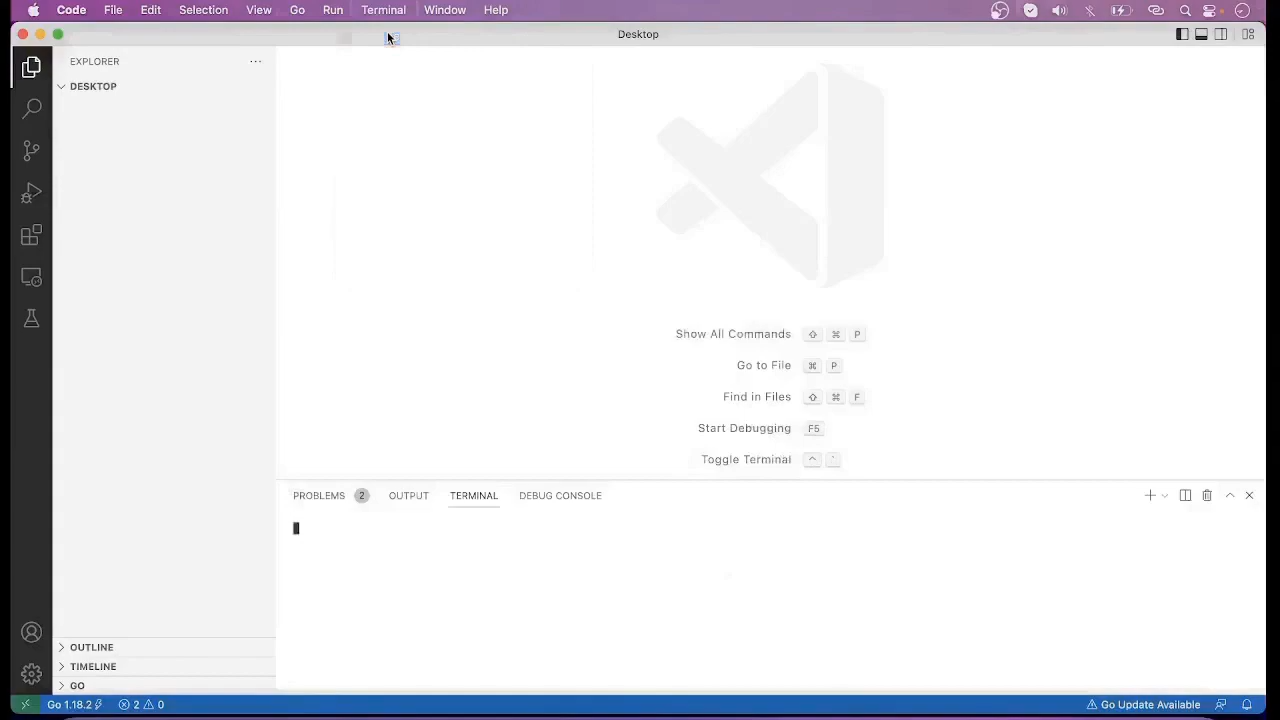 Code File Edit Selection View Go Run Terminal Window Help
Desktop
EXPLORER
DESKTOP
Show All Commands ⇧ ⌘ P
Go to File ⌘ P
Find in Files ⇧ ⌘ F
Start Debugging F5
Toggle Terminal ^ `
PROBLEMS 2 OUTPUT TERMINAL DEBUG CONSOLE
OUTLINE
TIMELINE
GO
Go 1.18.2 2 0 Go Update Available